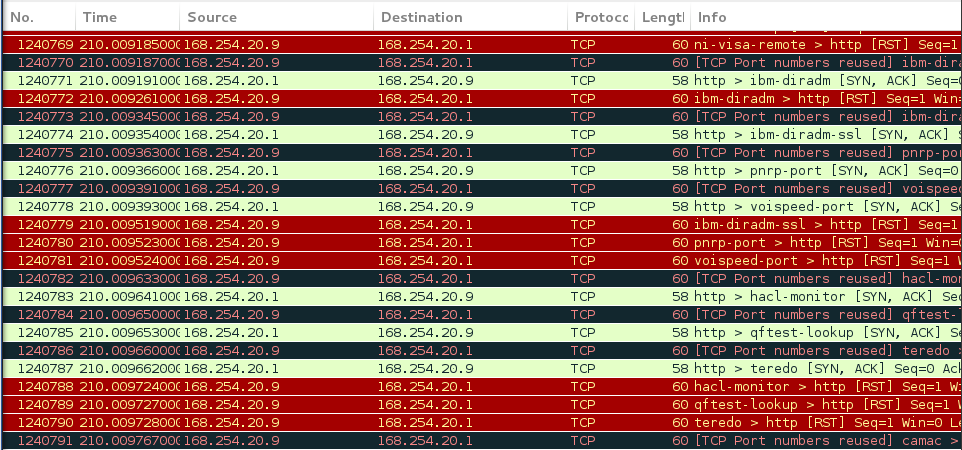 No. Time Source Destination Protocc Lengtl Info
1240769 210.009185000 168.254.20.9 168.254.20.1 TCP 60 ni-visa-remote > http [RST] Seq=1
1240770 210.009187000 168.254.20.9 168.254.20.1 TCP 60 [TCP Port numbers reused] ibm-dira
1240771 210.009191000 168.254.20.1 168.254.20.9 TCP 58 http > ibm-diradm [SYN, ACK] Seq=0
1240772 210.009261000 168.254.20.9 168.254.20.1 TCP 60 ibm-diradm > http [RST] Seq=1 Win=
1240773 210.009345000 168.254.20.9 168.254.20.1 TCP 60 [TCP Port numbers reused] ibm-dira
1240774 210.009354000 168.254.20.1 168.254.20.9 TCP 58 http > ibm-diradm-ssl [SYN, ACK] S
1240775 210.009363000 168.254.20.9 168.254.20.1 TCP 60 [TCP Port numbers reused] pnrp-por
1240776 210.009366000 168.254.20.1 168.254.20.9 TCP 58 http > pnrp-port [SYN, ACK] Seq=0
1240777 210.009391000 168.254.20.9 168.254.20.1 TCP 60 [TCP Port numbers reused] voispeed
1240778 210.009393000 168.254.20.1 168.254.20.9 TCP 58 http > voispeed-port [SYN, ACK] Se
1240779 210.009519000 168.254.20.9 168.254.20.1 TCP 60 ibm-diradm-ssl > http [RST] Seq=1
1240780 210.009523000 168.254.20.9 168.254.20.1 TCP 60 pnrp-port > http [RST] Seq=1 Win=0
1240781 210.009524000 168.254.20.9 168.254.20.1 TCP 60 voispeed-port > http [RST] Seq=1 W
1240782 210.009633000 168.254.20.9 168.254.20.1 TCP 60 [TCP Port numbers reused] hacl-mon
1240783 210.009641000 168.254.20.1 168.254.20.9 TCP 58 http > hacl-monitor [SYN, ACK] Seq
1240784 210.009650000 168.254.20.9 168.254.20.1 TCP 60 [TCP Port numbers reused] qftest-l
1240785 210.009653000 168.254.20.1 168.254.20.9 TCP 58 http > qftest-lookup [SYN, ACK] Se
1240786 210.009660000 168.254.20.9 168.254.20.1 TCP 60 [TCP Port numbers reused] teredo >
1240787 210.009662000 168.254.20.1 168.254.20.9 TCP 58 http > teredo [SYN, ACK] Seq=0 Ack
1240788 210.009724000 168.254.20.9 168.254.20.1 TCP 60 hacl-monitor > http [RST] Seq=1 Wi
1240789 210.009727000 168.254.20.9 168.254.20.1 TCP 60 qftest-lookup > http [RST] Seq=1 W
1240790 210.009728000 168.254.20.9 168.254.20.1 TCP 60 teredo > http [RST] Seq=1 Win=0 Le
1240791 210.009767000 168.254.20.9 168.254.20.1 TCP 60 [TCP Port numbers reused] camac >